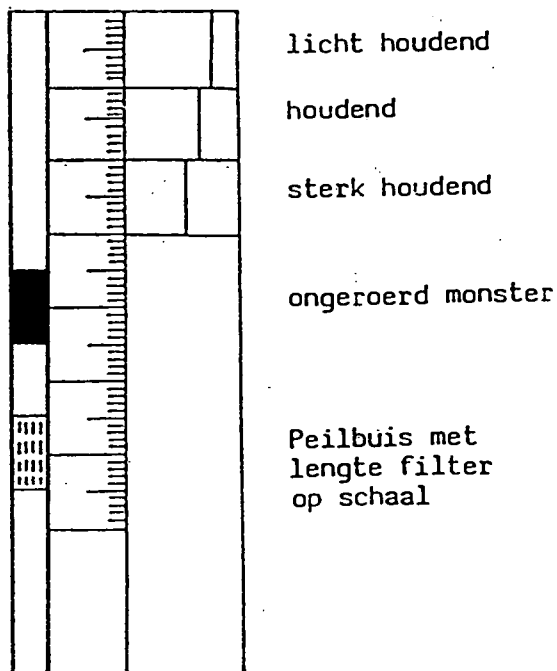 licht houdend
houdend
sterk houdend
ongeroerd monster
Peilbuis met
lengte filter
op schaal